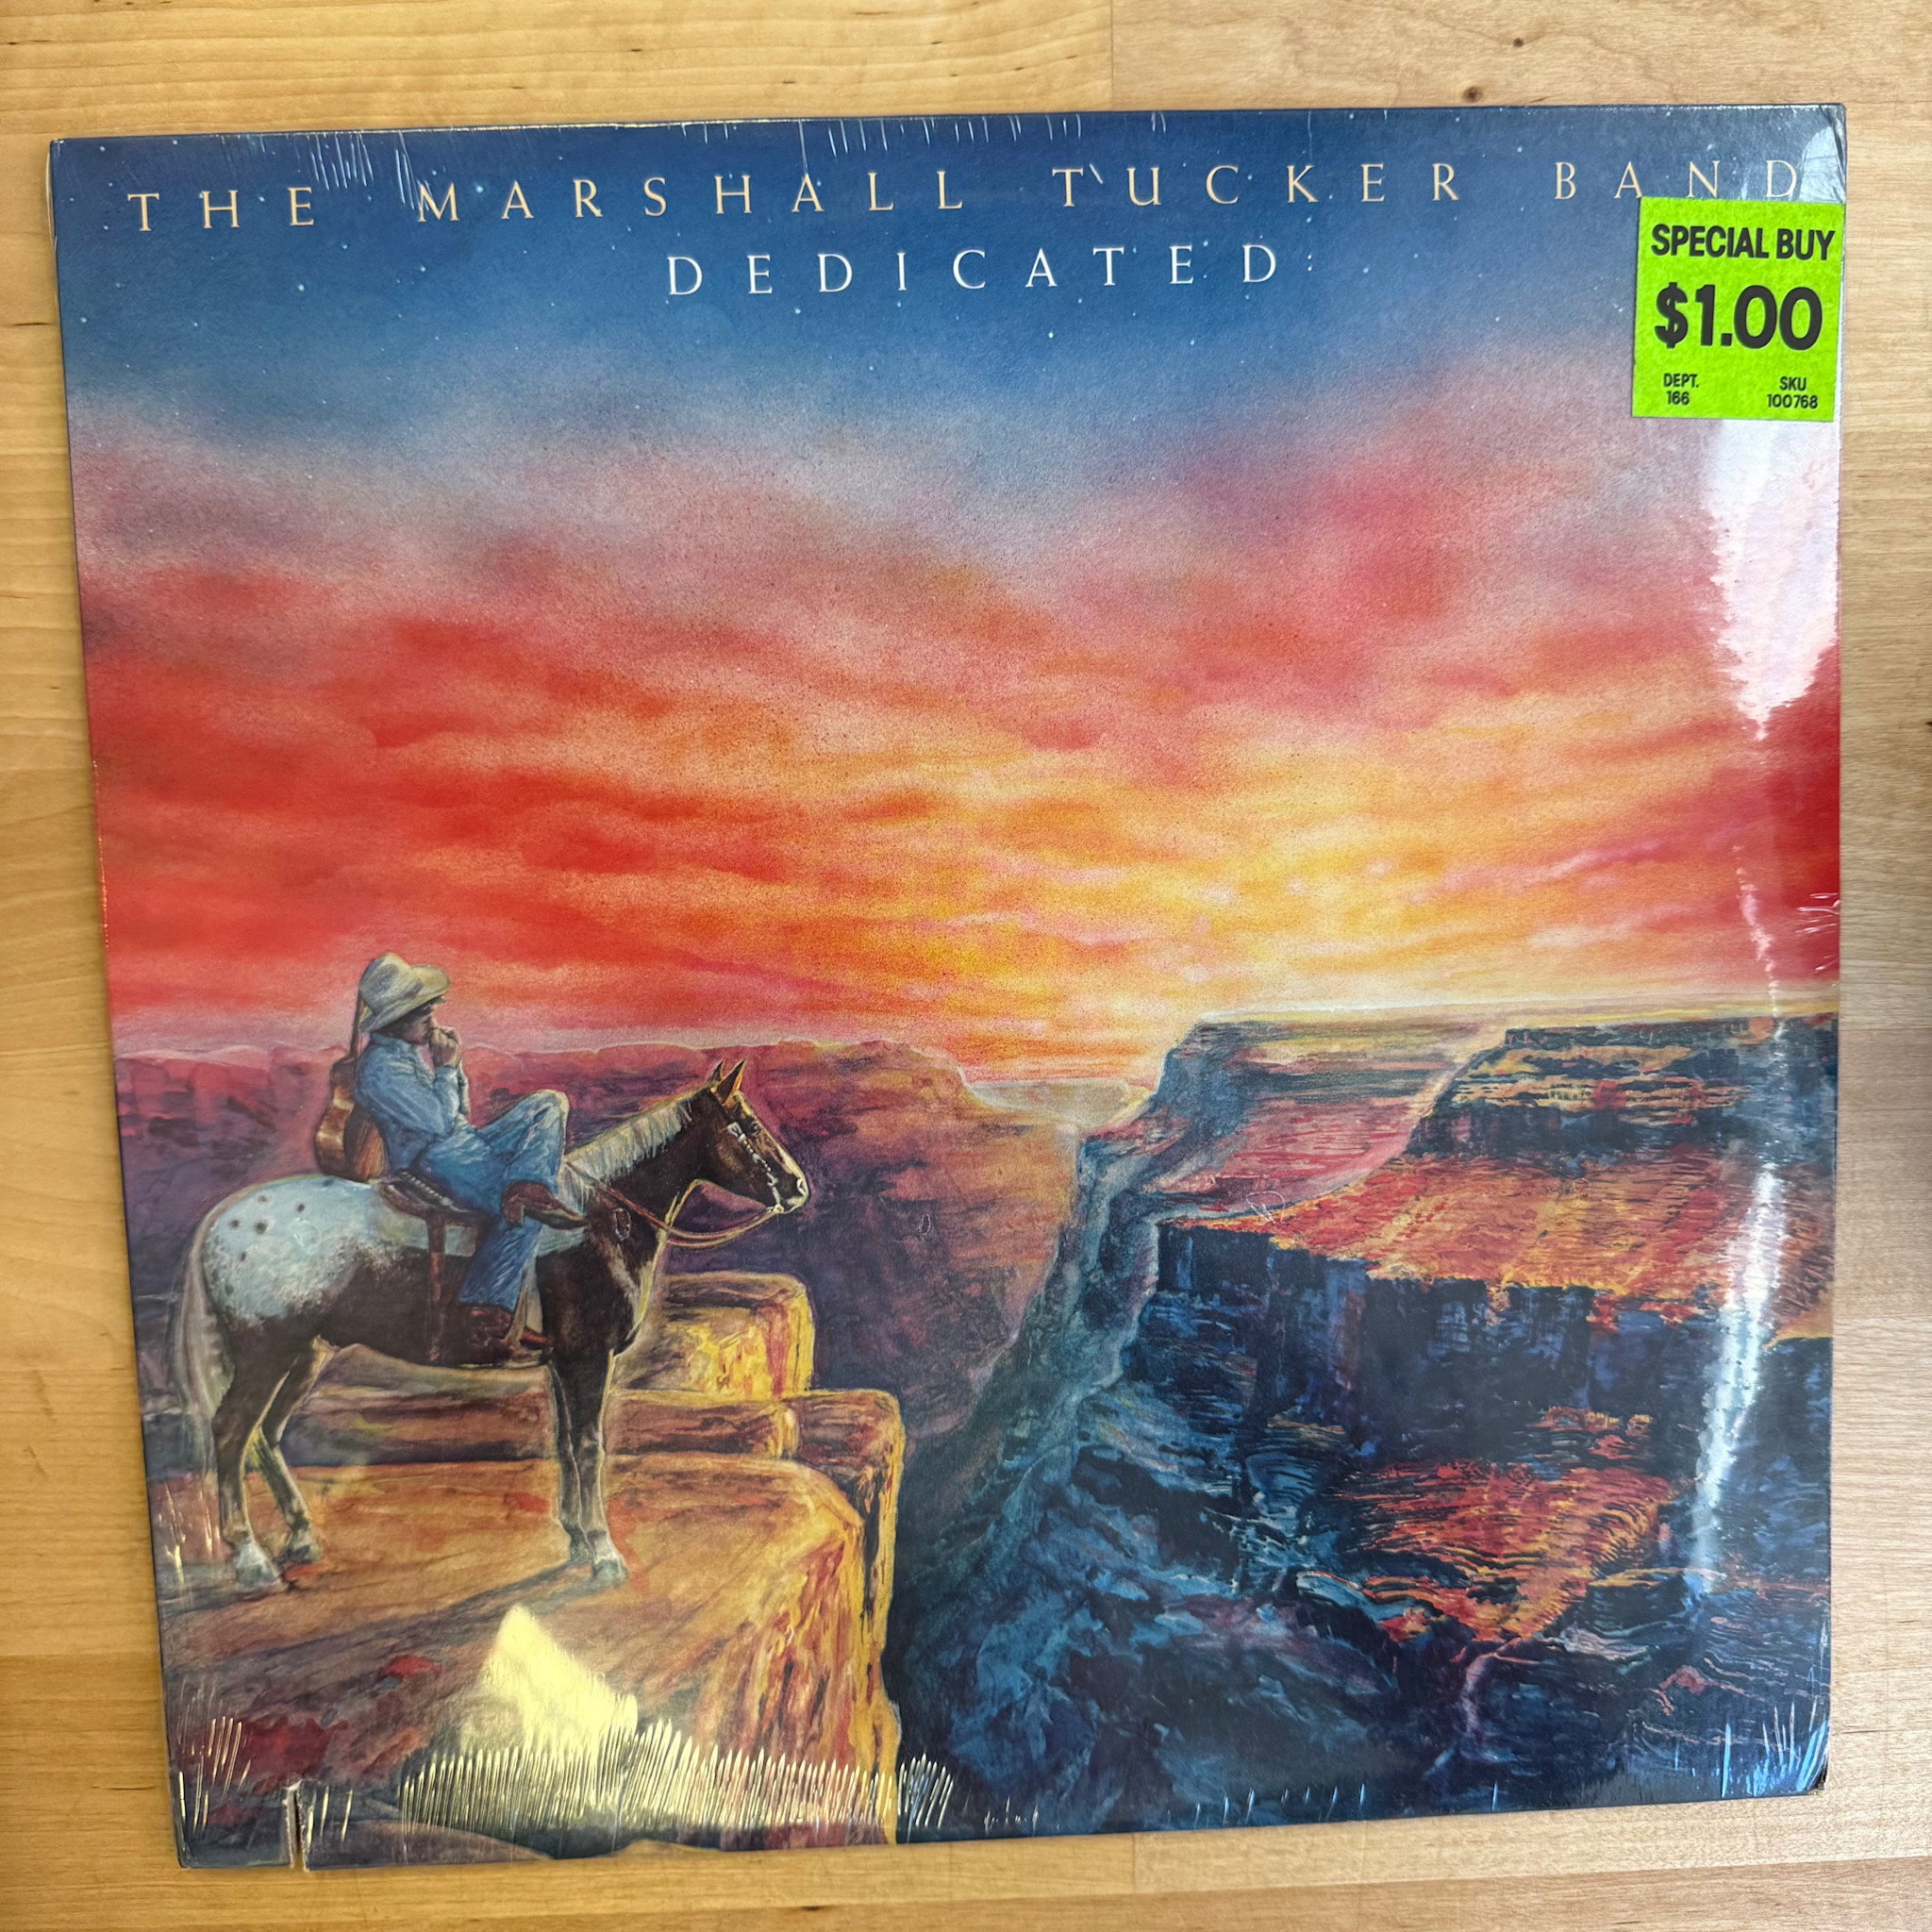 THE MARSHALL TUCKER BAND
DEDICATED
SPECIAL BUY
$1.00
DEPT. SKU
166 100768